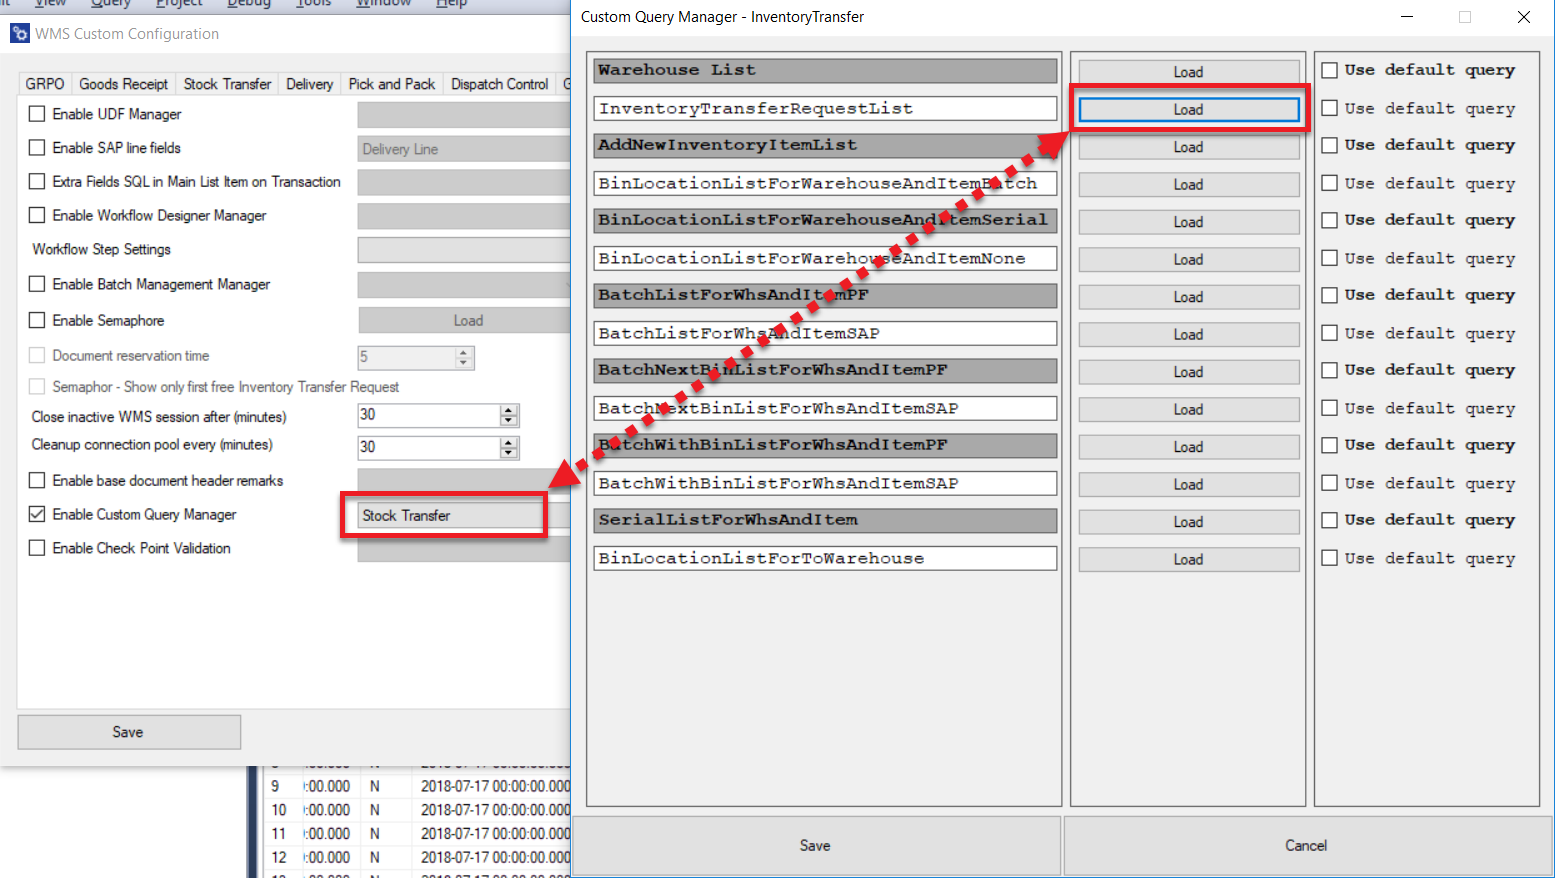 View Query Project Debug Tools Window Help
WMS Custom Configuration
GRPO Goods Receipt Stock Transfer Delivery Pick and Pack Dispatch Control
Enable UDF Manager
Enable SAP line fields Delivery Line
Extra Fields SQL in Main List Item on Transaction
Enable Workflow Designer Manager
Workflow Step Settings
Enable Batch Management Manager
Enable Semaphore Load
Document reservation time 5
Semaphor - Show only first free Inventory Transfer Request
Close inactive WMS session after (minutes) 30
Cleanup connection pool every (minutes) 30
Enable base document header remarks
Enable Custom Query Manager Stock Transfer
Enable Check Point Validation
Save
9 :00.000 N 2018-07-17 00:00:00.000
10 :00.000 N 2018-07-17 00:00:00.000
11 :00.000 N 2018-07-17 00:00:00.000
12 :00.000 N 2018-07-17 00:00:00.000
Custom Query Manager - InventoryTransfer
Warehouse List Load Use default query
InventoryTransferRequestList Load Use default query
AddNewInventoryItemList Load Use default query
BinLocationListForWarehouseAndItemBatch Load Use default query
BinLocationListForWarehouseAndItemSerial Load Use default query
BinLocationListForWarehouseAndItemNone Load Use default query
BatchListForWhsAndItemPF Load Use default query
BatchListForWhsAndItemSAP Load Use default query
BatchNextBinListForWhsAndItemPF Load Use default query
BatchNextBinListForWhsAndItemSAP Load Use default query
BatchWithBinListForWhsAndItemPF Load Use default query
BatchWithBinListForWhsAndItemSAP Load Use default query
SerialListForWhsAndItem Load Use default query
BinLocationListForToWarehouse Load Use default query
Save Cancel